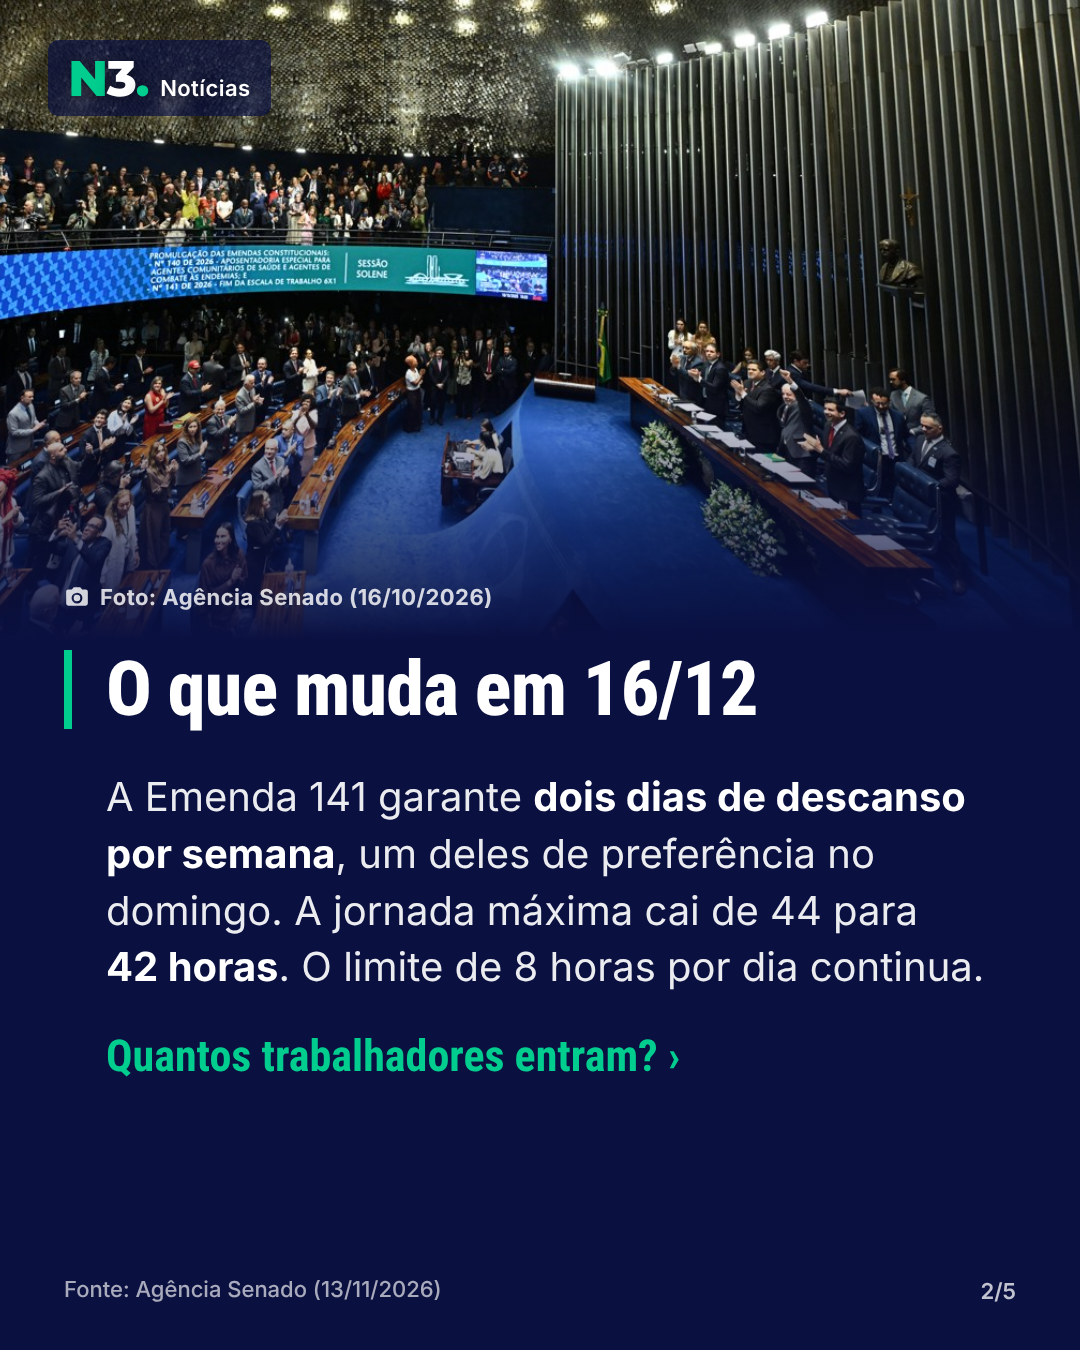 N3. Notícias
PROMULGAÇÃO DAS EMENDAS CONSTITUCIONAIS:
- Nº 140 DE 2026 - APOSENTADORIA ESPECIAL PARA
AGENTES COMUNITÁRIOS DE SAÚDE E AGENTES DE
COMBATE ÀS ENDEMIAS; E
- Nº 141 DE 2026 - FIM DA ESCALA DE TRABALHO 6X1
SESSÃO
SOLENE
Foto: Agência Senado (16/10/2026)
O que muda em 16/12
A Emenda 141 garante dois dias de descanso
por semana, um deles de preferência no
domingo. A jornada máxima cai de 44 para
42 horas. O limite de 8 horas por dia continua.
Quantos trabalhadores entram? ›
Fonte: Agência Senado (13/11/2026)
2/5